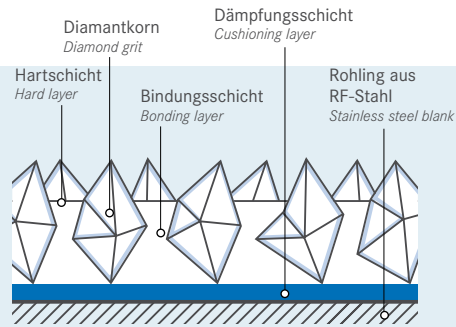 Dämpfungsschicht
Cushioning layer
Diamantkorn
Diamond grit
Hartschicht
Hard layer
Bindungsschicht
Bonding layer
Rohling aus
RF-Stahl
Stainless steel blank